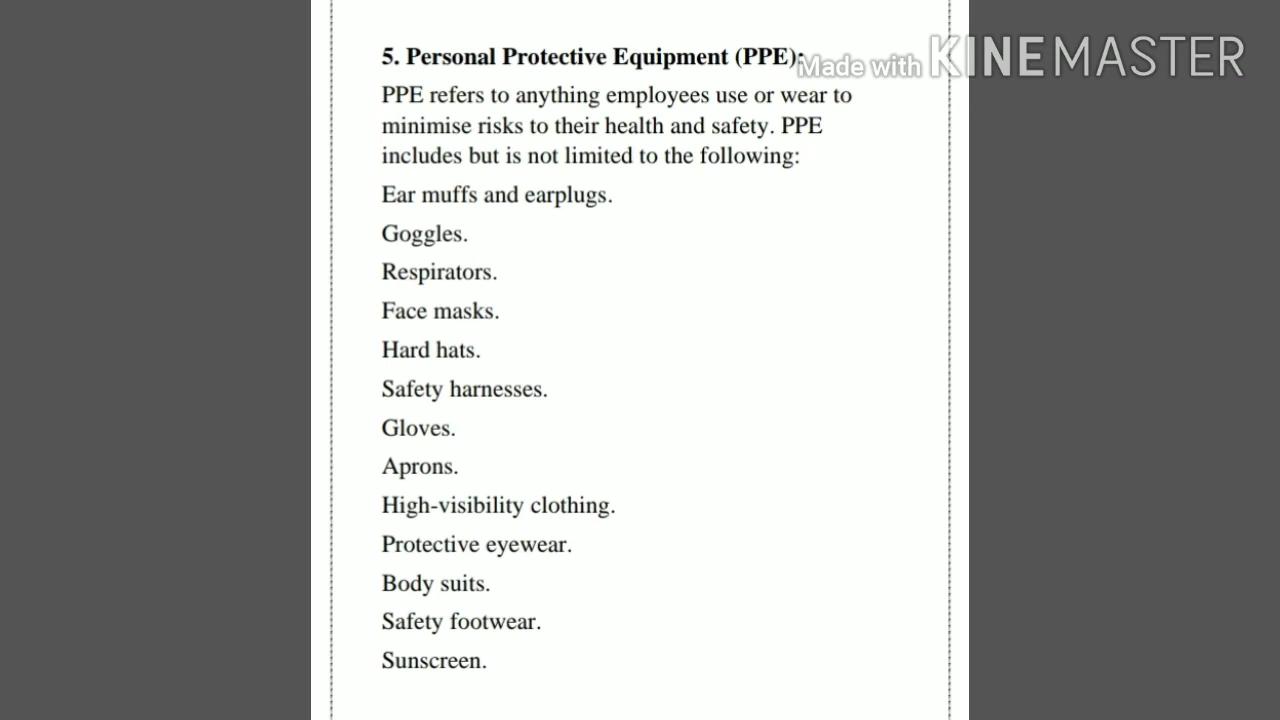 5. Personal Protective Equipment (PPE):
Made with KINEMASTER
PPE refers to anything employees use or wear to
minimise risks to their health and safety. PPE
includes but is not limited to the following:
Ear muffs and earplugs.
Goggles.
Respirators.
Face masks.
Hard hats.
Safety harnesses.
Gloves.
Aprons.
High-visibility clothing.
Protective eyewear.
Body suits.
Safety footwear.
Sunscreen.